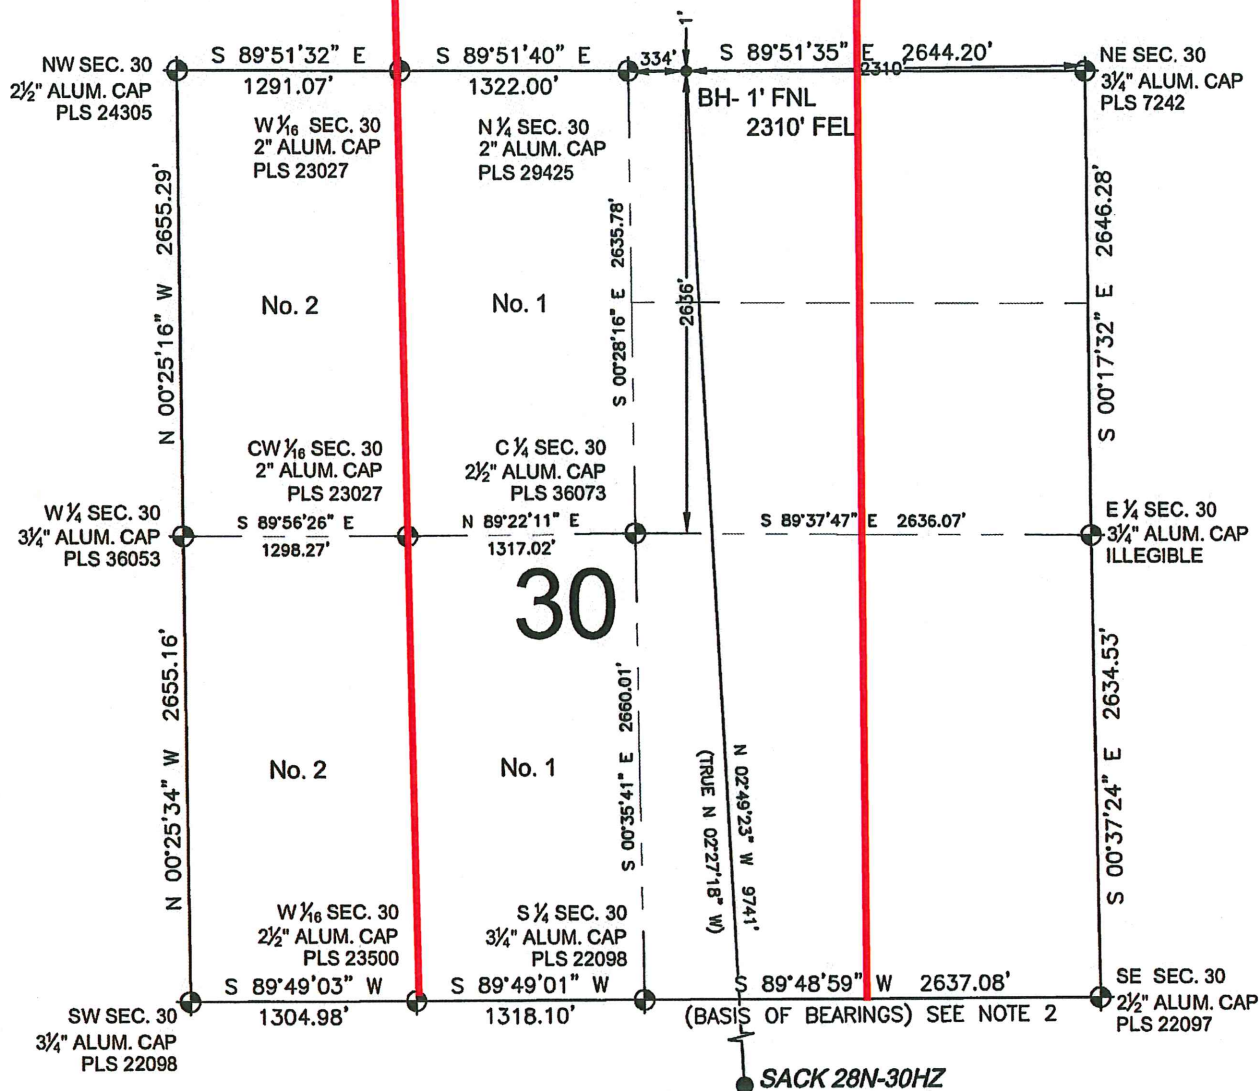 1'
S 89°51'32" E
S 89°51'40" E
334'
S 89°51'35" E 2644.20'
NW SEC. 30
2½" ALUM. CAP
PLS 24305
1291.07'
1322.00'
2310'
NE SEC. 30
3¼" ALUM. CAP
PLS 7242
BH- 1' FNL
2310' FEL
W 1/16 SEC. 30
2" ALUM. CAP
PLS 23027
N ¼ SEC. 30
2" ALUM. CAP
PLS 29425
N 00°25'16" W 2655.29'
S 00°28'16" E 2635.78'
2636'
S 00°17'32" E 2646.28'
No. 2
No. 1
CW 1/16 SEC. 30
2" ALUM. CAP
PLS 23027
C ¼ SEC. 30
2½" ALUM. CAP
PLS 36073
W ¼ SEC. 30
3¼" ALUM. CAP
PLS 36053
S 89°56'26" E
1298.27'
N 89°22'11" E
1317.02'
S 89°37'47" E 2636.07'
E ¼ SEC. 30
3¼" ALUM. CAP
ILLEGIBLE
30
N 00°25'34" W 2655.16'
S 00°35'41" E 2660.01'
N 02°49'23" W 9741'
(TRUE N 02°27'18" W)
S 00°37'24" E 2634.53'
No. 2
No. 1
W 1/16 SEC. 30
2½" ALUM. CAP
PLS 23500
S ¼ SEC. 30
3¼" ALUM. CAP
PLS 22098
S 89°49'03" W
1304.98'
S 89°49'01" W
1318.10'
S 89°48'59" W 2637.08'
(BASIS OF BEARINGS) SEE NOTE 2
SW SEC. 30
3¼" ALUM. CAP
PLS 22098
SE SEC. 30
2½" ALUM. CAP
PLS 22097
SACK 28N-30HZ